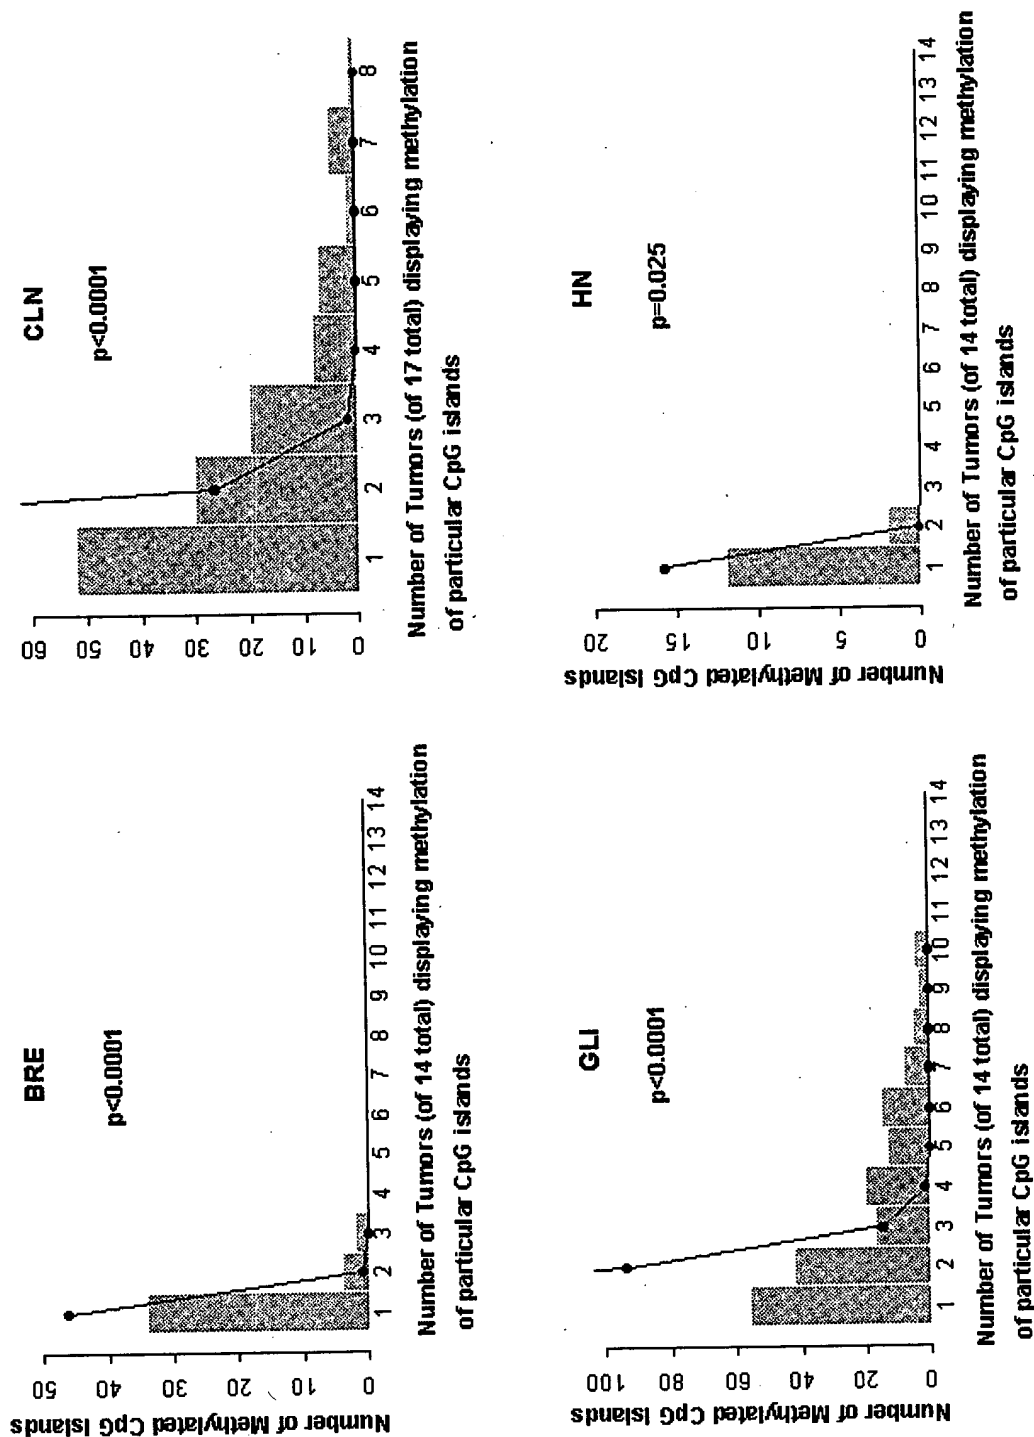 BRE
p<0.0001
Number of Methylated CpG Islands
50
40
30
20
10
0
1 2 3 4 5 6 7 8 9 10 11 12 13 14
Number of Tumors (of 14 total) displaying methylation
of particular CpG islands
CLN
p<0.0001
60
50
40
30
20
10
0
1 2 3 4 5 6 7 8
Number of Tumors (of 17 total) displaying methylation
of particular CpG islands
GLI
p<0.0001
Number of Methylated CpG Islands
100
80
60
40
20
0
1 2 3 4 5 6 7 8 9 10 11 12 13 14
Number of Tumors (of 14 total) displaying methylation
of particular CpG islands
HN
p=0.025
Number of Methylated CpG Islands
20
15
10
5
0
1 2 3 4 5 6 7 8 9 10 11 12 13 14
Number of Tumors (of 14 total) displaying methylation
of particular CpG islands